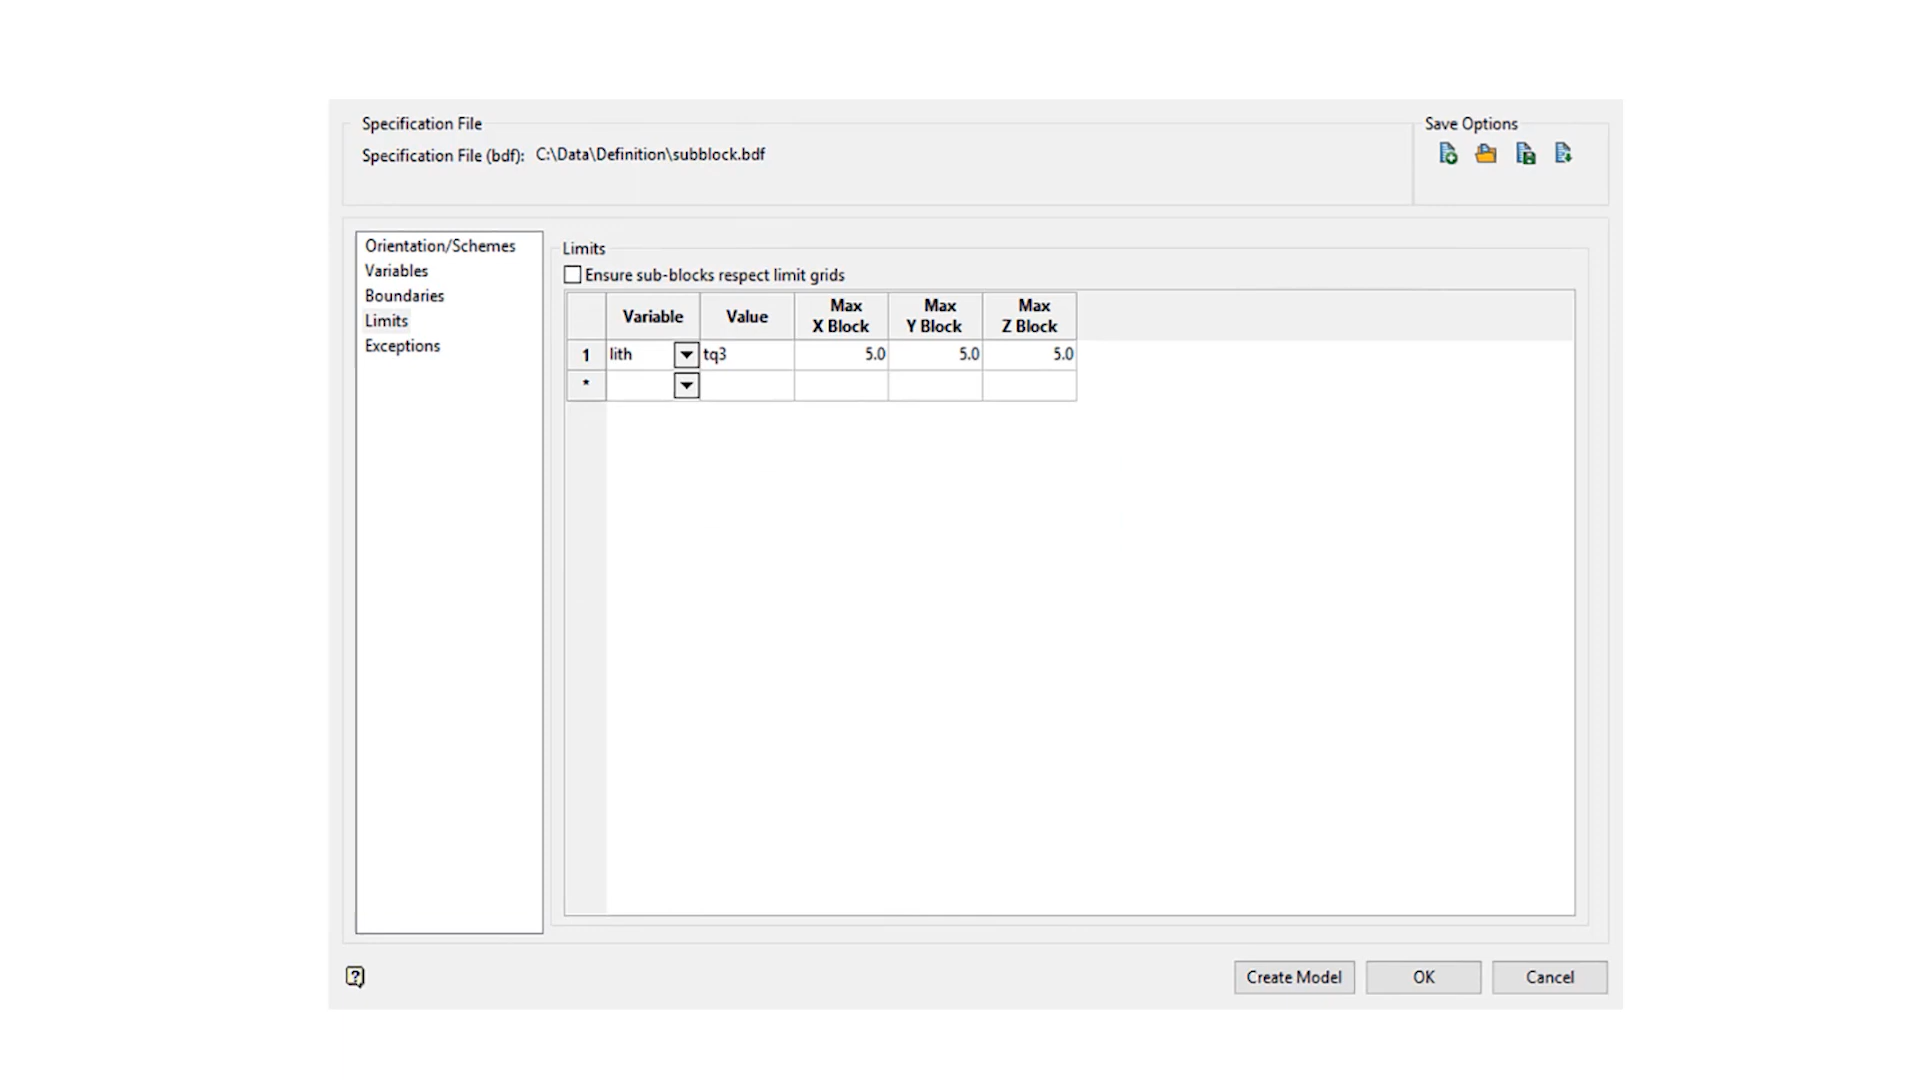 Specification File
Save Options
Specification File (bdf): C:\Data\Definition\subblock.bdf
Orientation/Schemes
Variables
Boundaries
Limits
Exceptions
Limits
Ensure sub-blocks respect limit grids
Variable Value Max X Block Max Y Block Max Z Block
1 lith tq3 5.0 5.0 5.0
*
Create Model OK Cancel